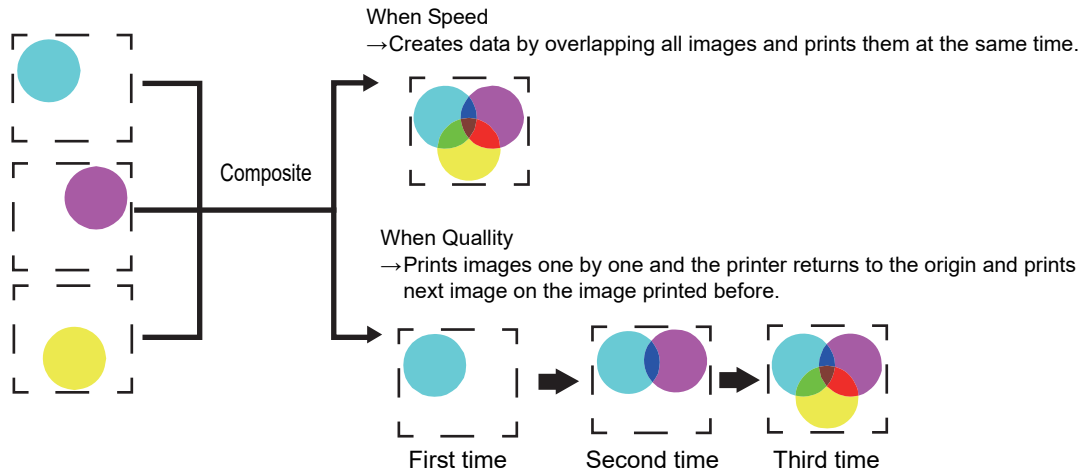 When Speed
→Creates data by overlapping all images and prints them at the same time.
Composite
When Quallity
→Prints images one by one and the printer returns to the origin and prints
next image on the image printed before.
First time
Second time
Third time